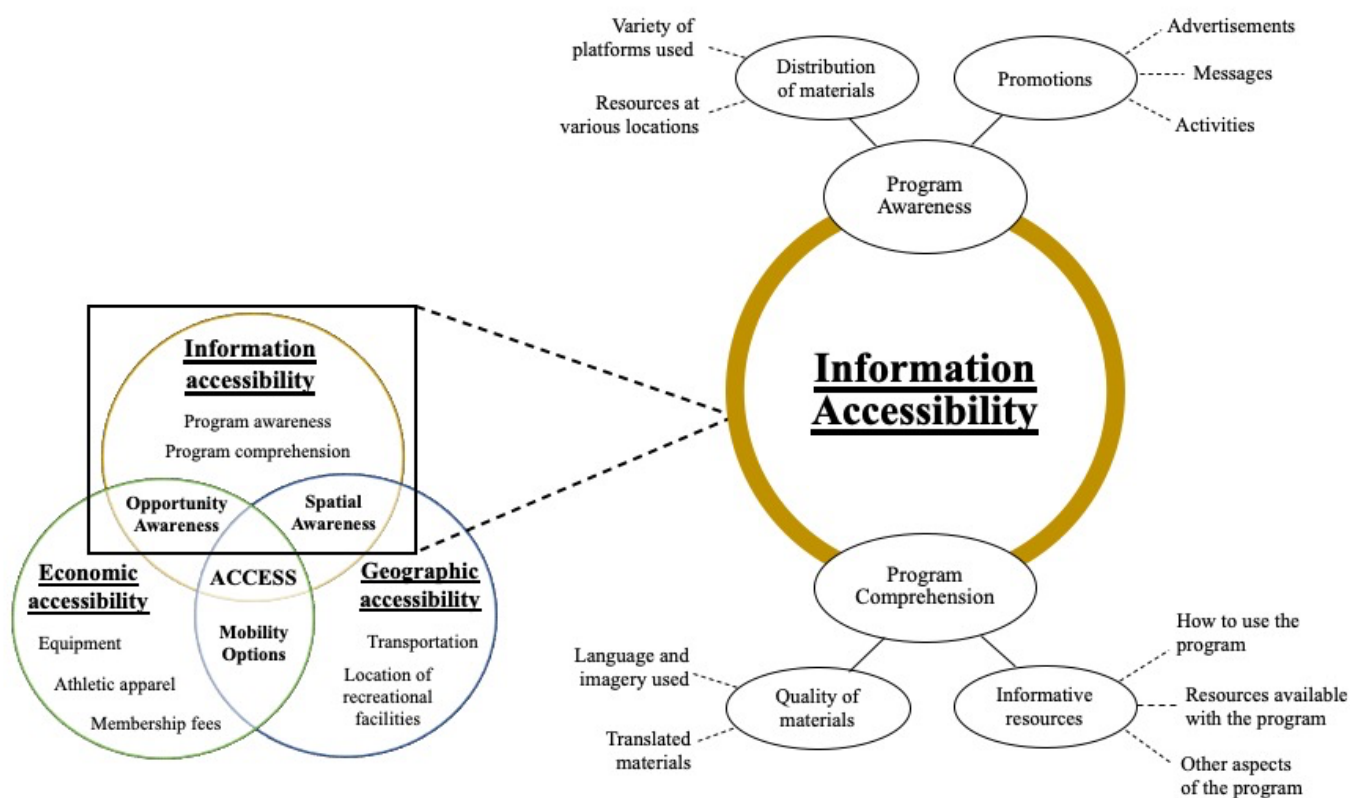 Information
accessibility
Program awareness
Program comprehension
Opportunity
Awareness
Spatial
Awareness
ACCESS
Economic
accessibility
Equipment
Athletic apparel
Membership fees
Mobility
Options
Geographic
accessibility
Transportation
Location of
recreational
facilities
Variety of
platforms used
Resources at
various locations
Distribution
of materials
Promotions
Advertisements
Messages
Activities
Program
Awareness
Information
Accessibility
Program
Comprehension
Language and
imagery used
Translated
materials
Quality of
materials
Informative
resources
How to use the
program
Resources available
with the program
Other aspects
of the program